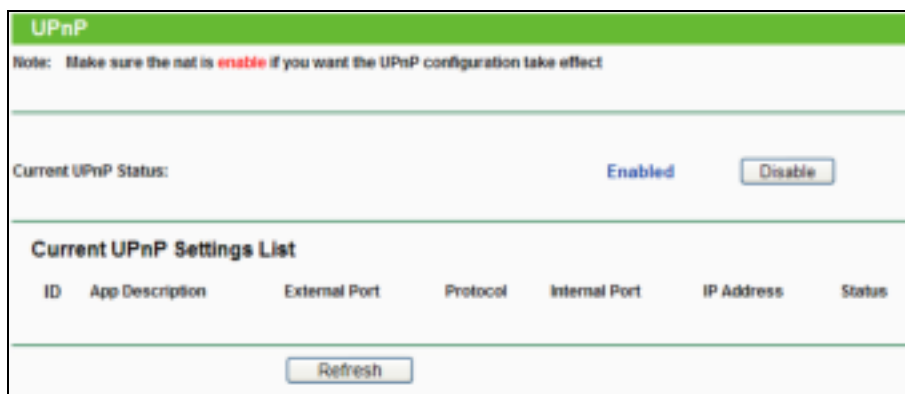 UPnP
Note: Make sure the nat is enable if you want the UPnP configuration take effect
Current UPnP Status: Enabled Disable
Current UPnP Settings List
ID App Description External Port Protocol Internal Port IP Address Status
Refresh